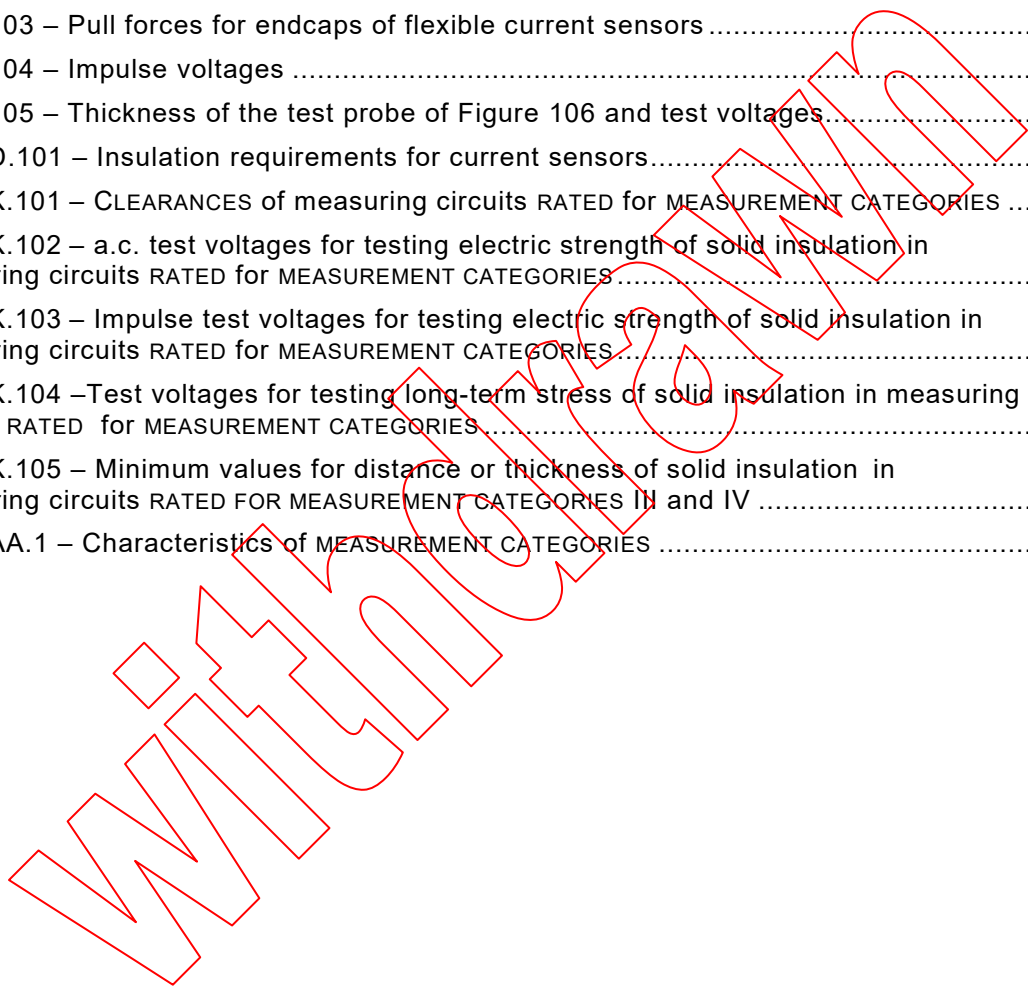 03 – Pull forces for endcaps of flexible current sensors
04 – Impulse voltages
05 – Thickness of the test probe of Figure 106 and test voltages
D.101 – Insulation requirements for current sensors
K.101 – CLEARANCES of measuring circuits RATED for MEASUREMENT CATEGORIES
K.102 – a.c. test voltages for testing electric strength of solid insulation in
ring circuits RATED for MEASUREMENT CATEGORIES
K.103 – Impulse test voltages for testing electric strength of solid insulation in
ring circuits RATED for MEASUREMENT CATEGORIES
K.104 –Test voltages for testing long-term stress of solid insulation in measuring
RATED for MEASUREMENT CATEGORIES
K.105 – Minimum values for distance or thickness of solid insulation in
ring circuits RATED FOR MEASUREMENT CATEGORIES III and IV
AA.1 – Characteristics of MEASUREMENT CATEGORIES
withdrawn